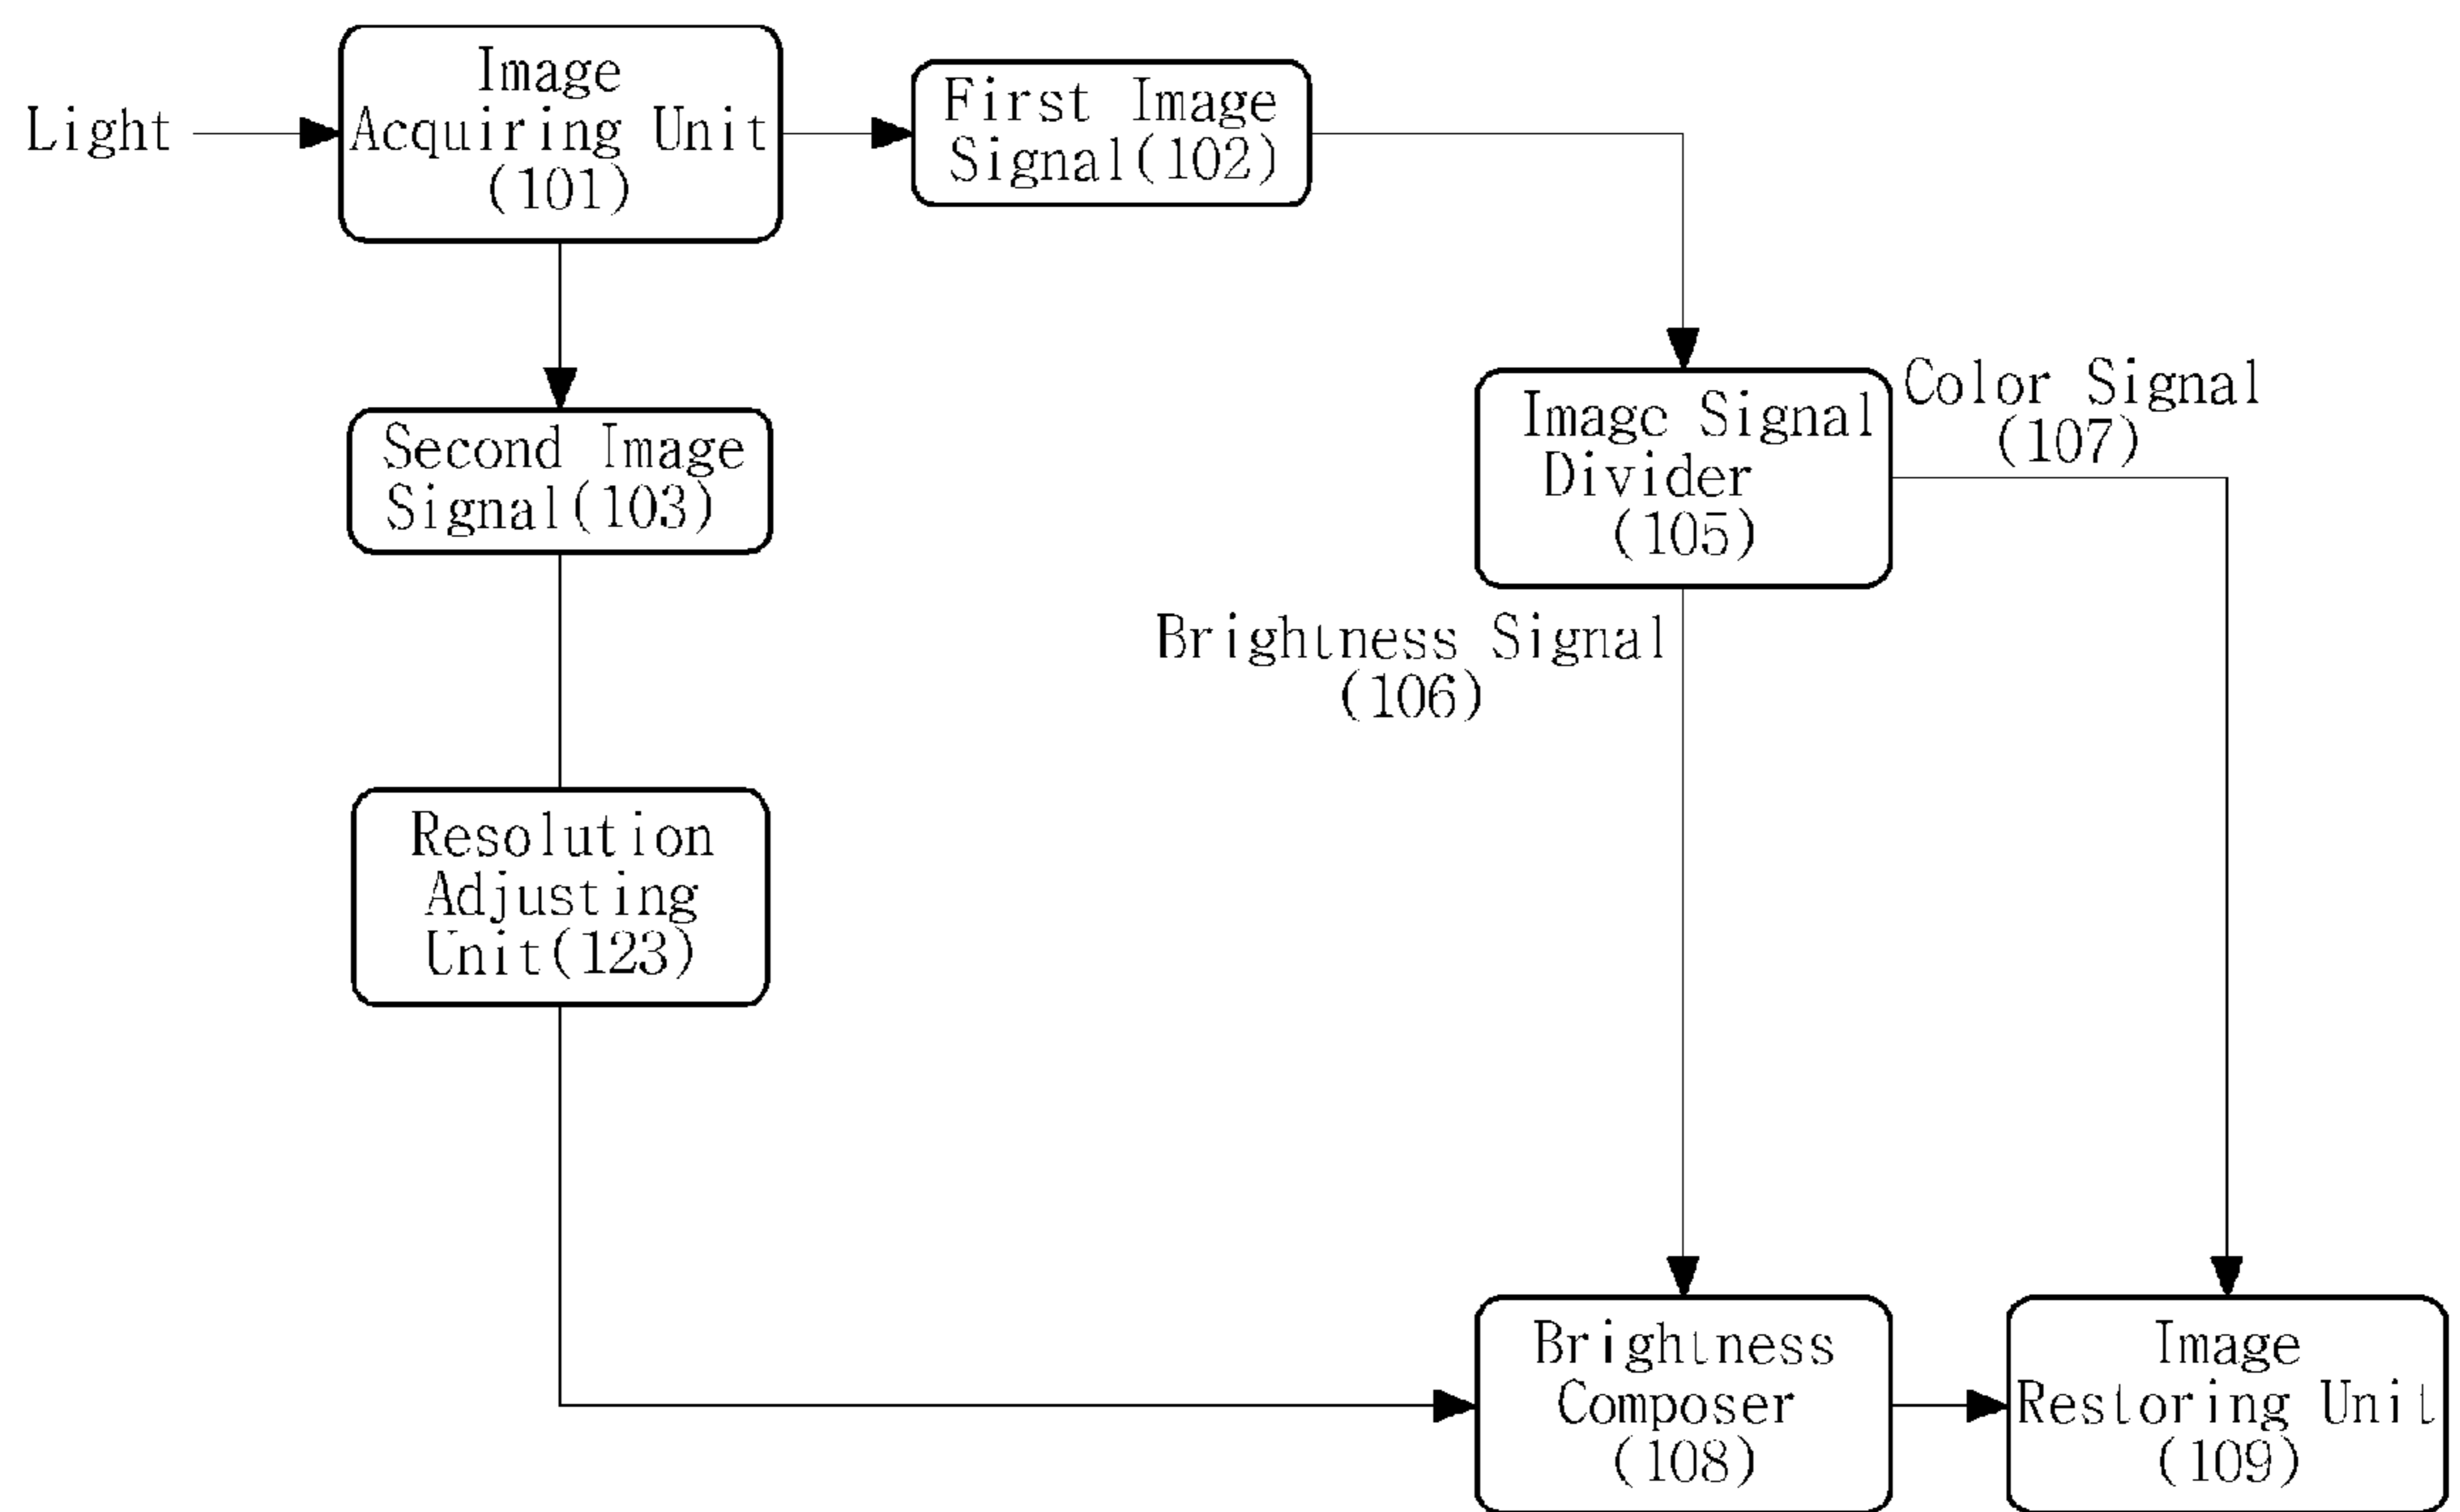 Light
Image
Acquiring Unit
(101)
First Image
Signal(102)
Second Image
Signal(103)
Image Signal
Divider
(105)
Color Signal
(107)
Brightness Signal
(106)
Resolution
Adjusting
Unit(123)
Brightness
Composer
(108)
Image
Restoring Unit
(109)